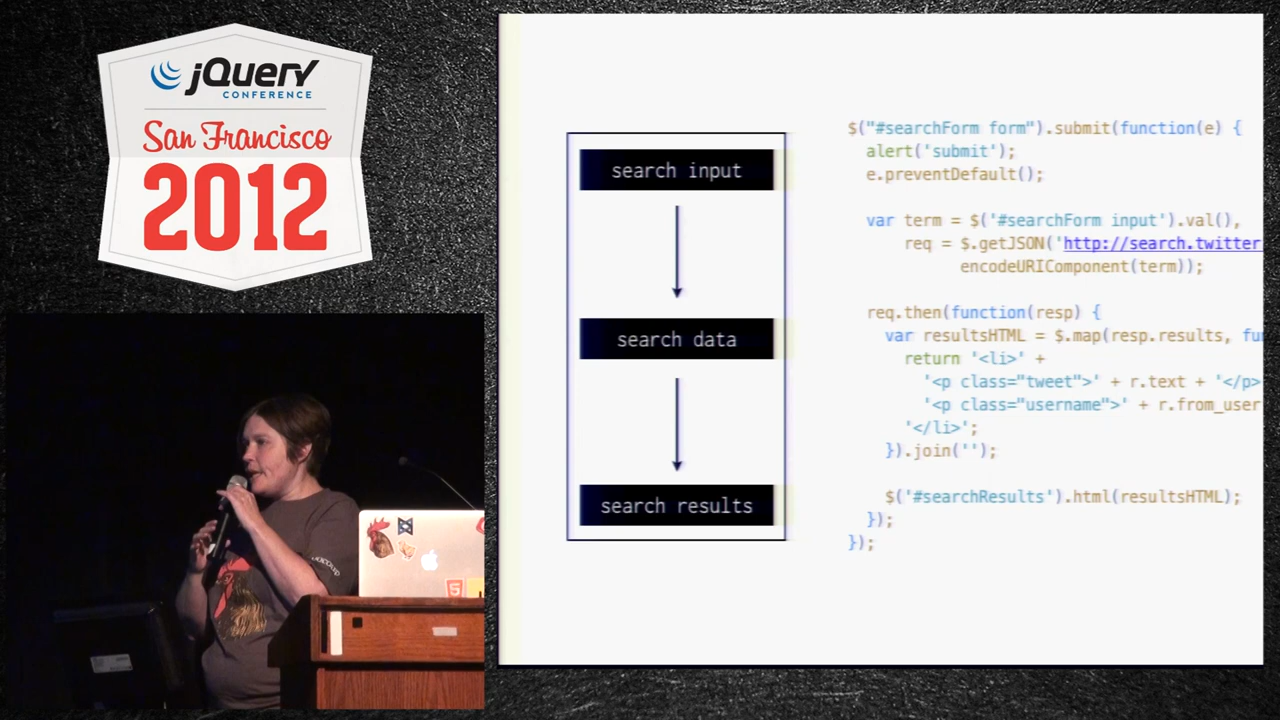 jQuery
CONFERENCE
San Francisco
2012
search input
search data
search results
$("#searchForm form").submit(function(e) {
alert('submit');
e.preventDefault();
var term = $('#searchForm input').val(),
req = $.getJSON('http://search.twitter.
encodeURIComponent(term));
req.then(function(resp) {
var resultsHTML = $.map(resp.results, fu
return '<li>' +
'<p class="tweet">' + r.text + '</p>
'<p class="username">' + r.from_user
'</li>';
}).join('');
$('#searchResults').html(resultsHTML);
});
});